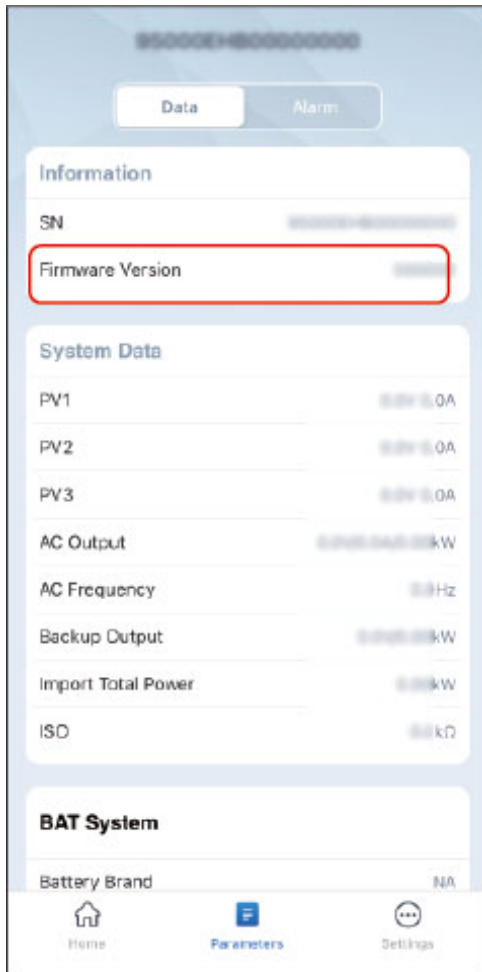 95000EHB00000000
Data Alarm
Information
SN
Firmware Version
System Data
PV1 .0A
PV2 .0A
PV3 .0A
AC Output kW
AC Frequency Hz
Backup Output kW
Import Total Power kW
ISO kΩ
BAT System
Battery Brand NA
Home Parameters Settings